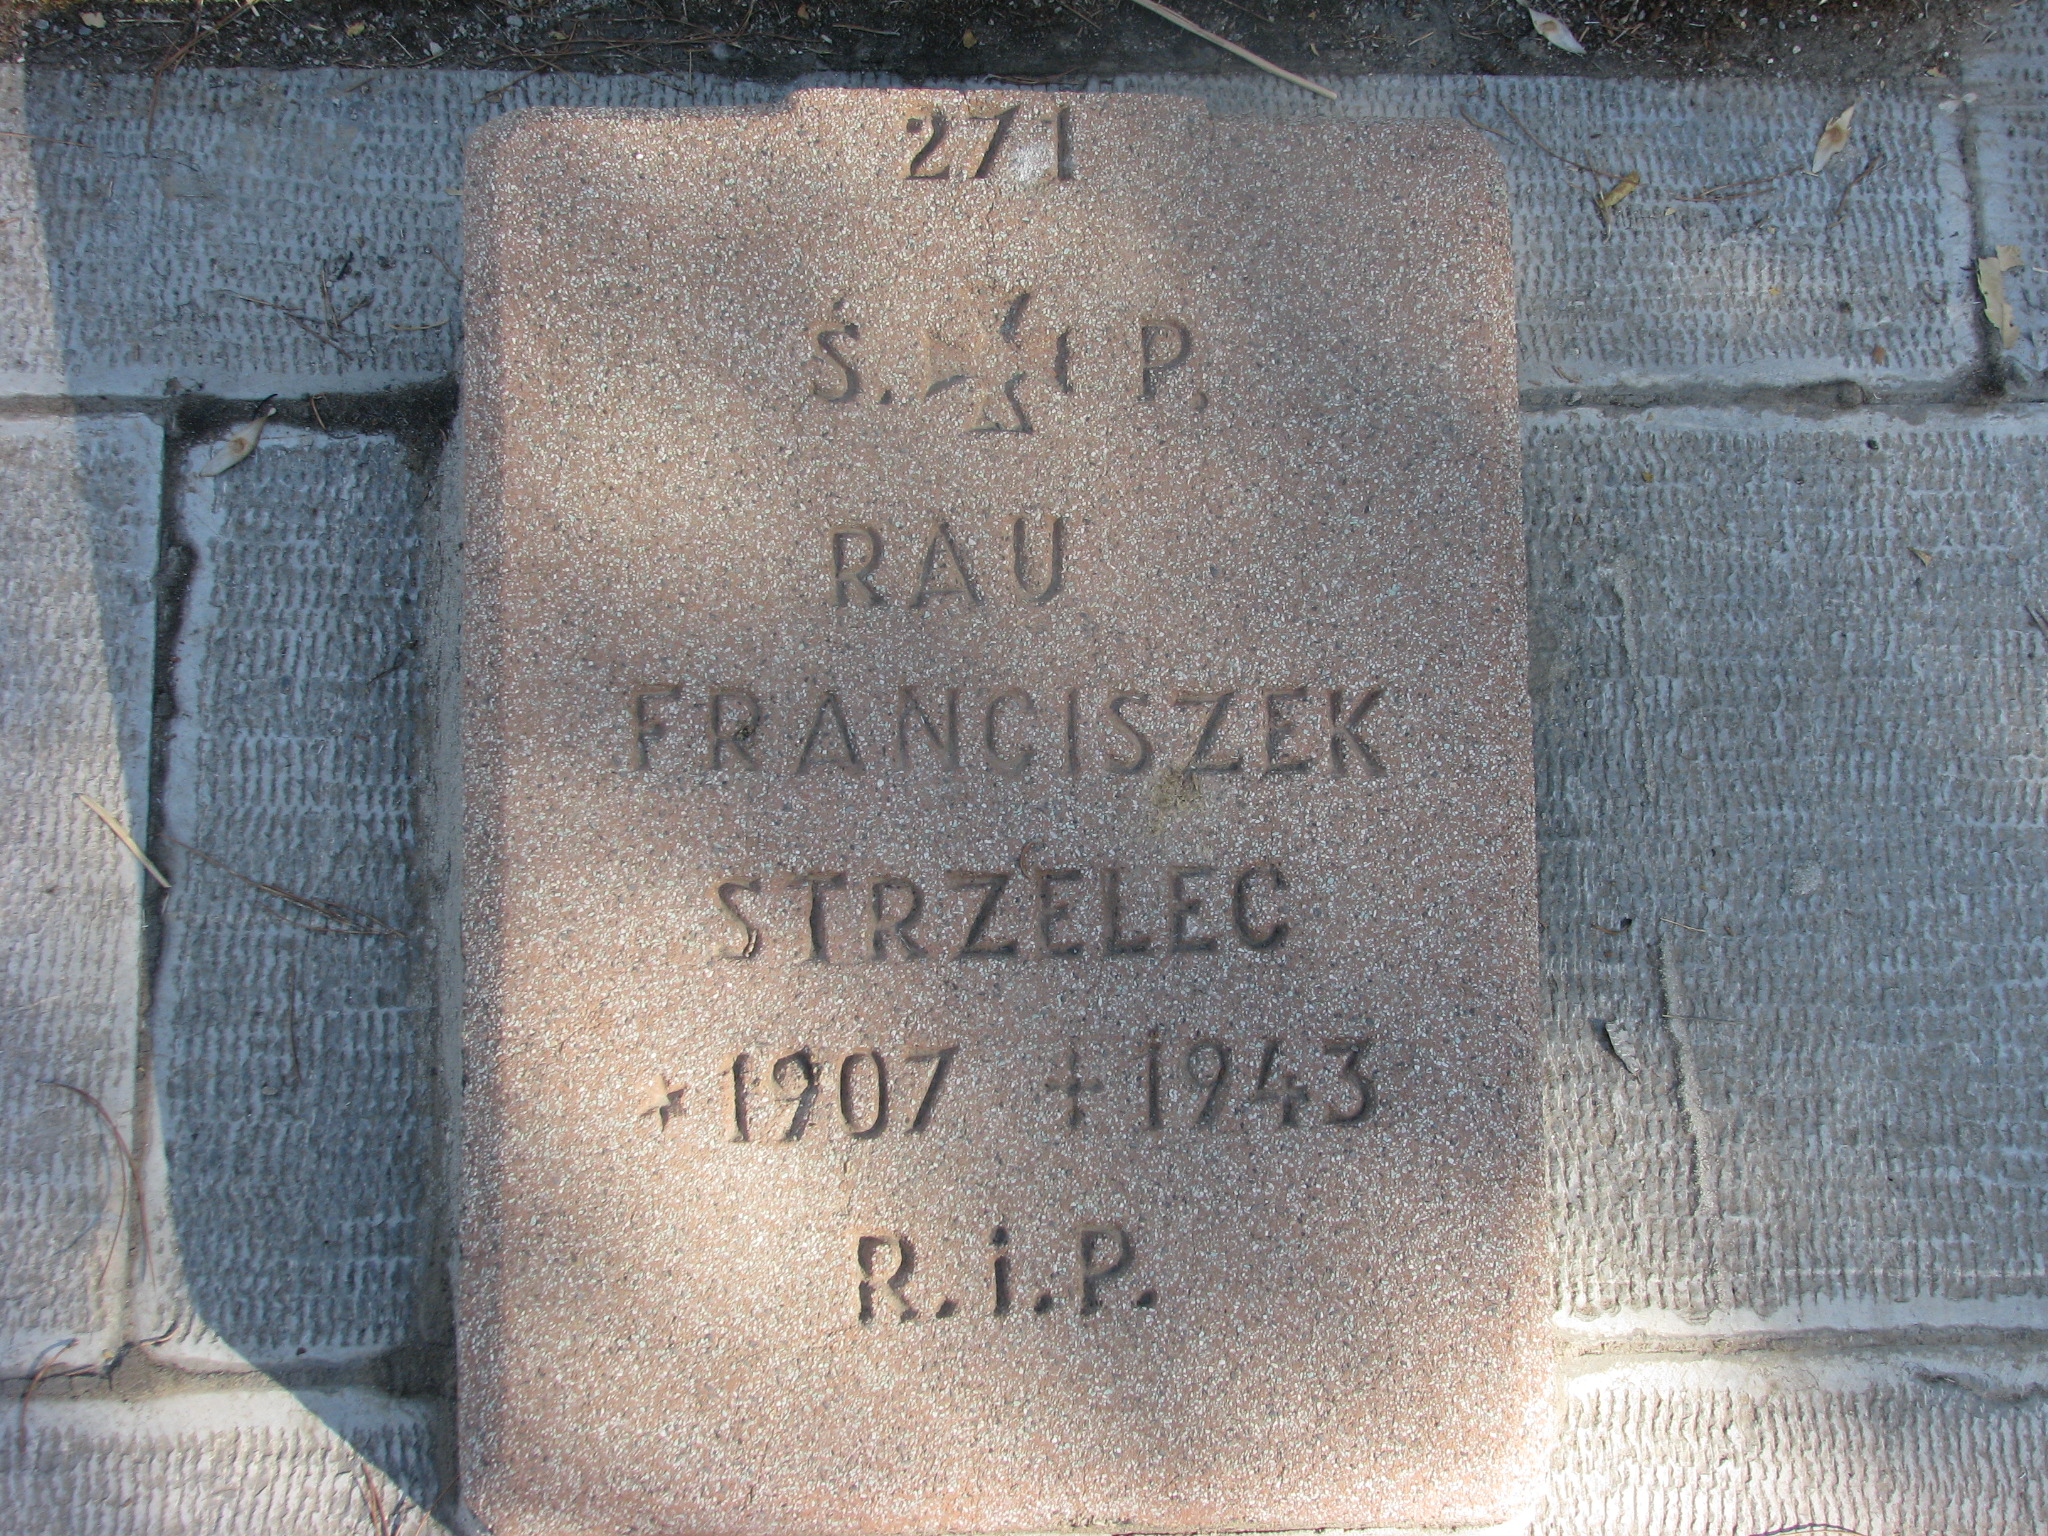 271
Ś. I P.
RAU
FRANCISZEK
STRZELEC
* 1907 + 1943
R.i.P.